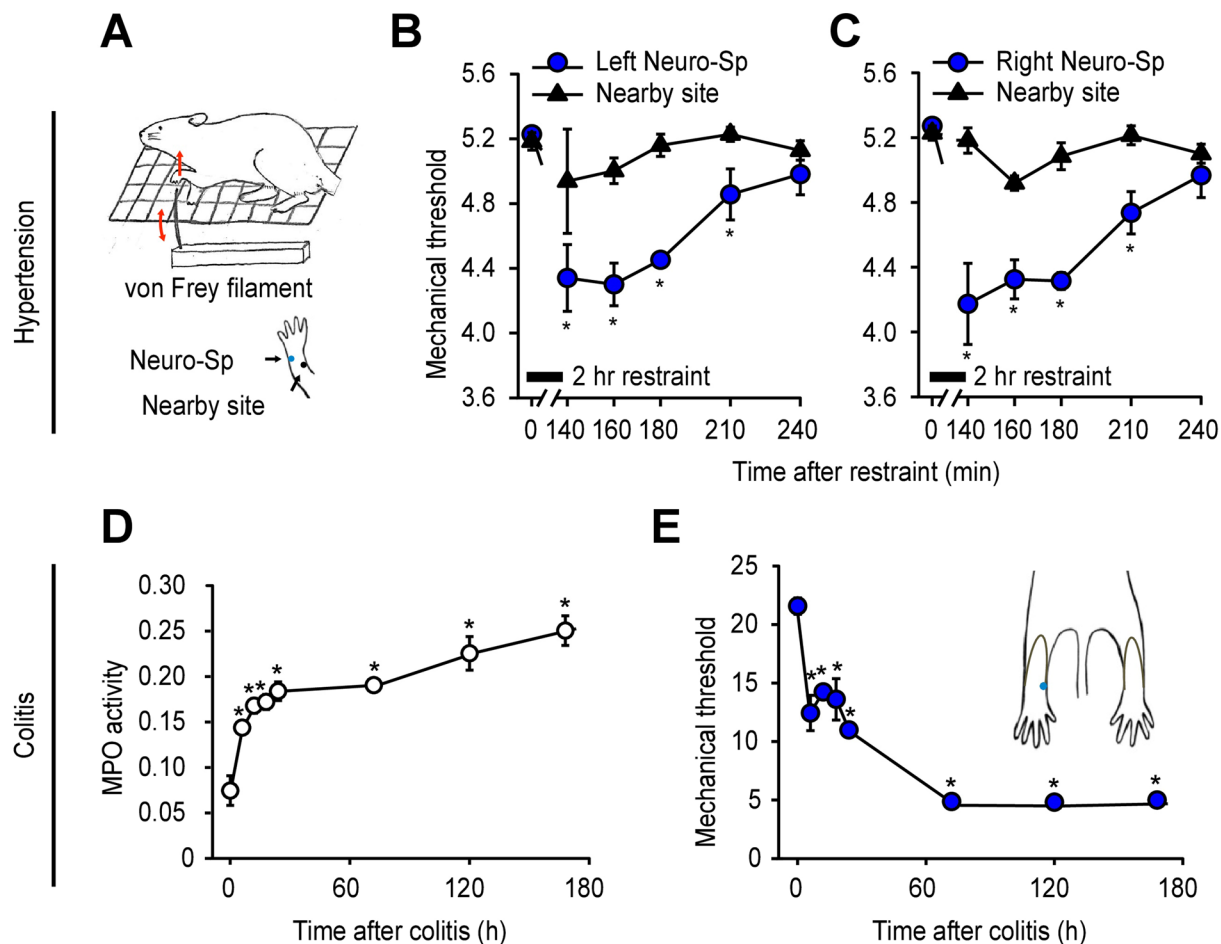 A
Hypertension
von Frey filament
Neuro-Sp
Nearby site
B
Left Neuro-Sp
Nearby site
Mechanical threshold
5.6
5.2
4.8
4.4
4.0
3.6
* * * *
2 hr restraint
0 140 160 180 210 240
C
Right Neuro-Sp
Nearby site
5.6
5.2
4.8
4.4
4.0
3.6
* * * *
2 hr restraint
0 140 160 180 210 240
Time after restraint (min)
Colitis
D
MPO activity
0.30
0.25
0.20
0.15
0.10
0.05
0
* * * * * * *
0 60 120 180
Time after colitis (h)
E
Mechanical threshold
25
20
15
10
5
0
* * * * * * *
0 60 120 180
Time after colitis (h)